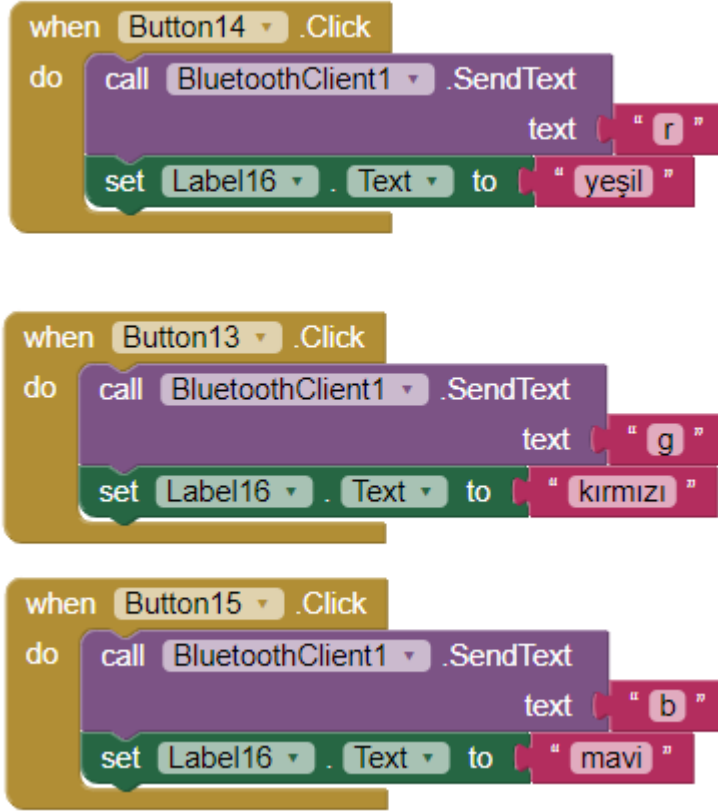 when Button14 .Click
do call BluetoothClient1 .SendText
text “ r ”
set Label16 . Text to “ yeşil ”
when Button13 .Click
do call BluetoothClient1 .SendText
text “ g ”
set Label16 . Text to “ kırmızı ”
when Button15 .Click
do call BluetoothClient1 .SendText
text “ b ”
set Label16 . Text to “ mavi ”